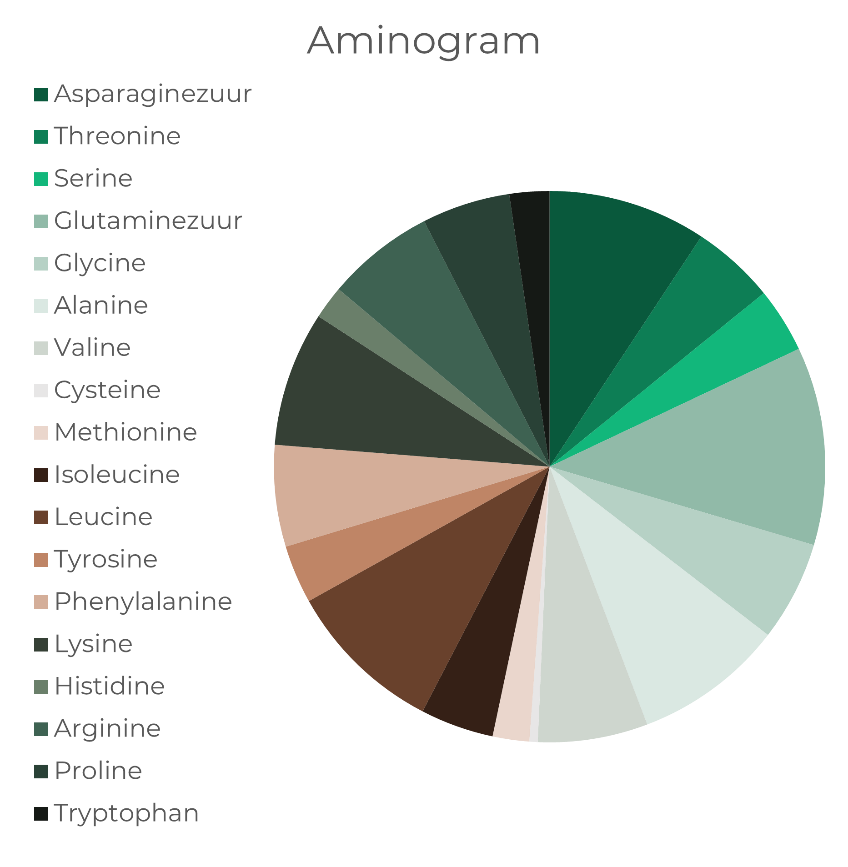 Aminogram
Asparaginezuur
Threonine
Serine
Glutaminezuur
Glycine
Alanine
Valine
Cysteine
Methionine
Isoleucine
Leucine
Tyrosine
Phenylalanine
Lysine
Histidine
Arginine
Proline
Tryptophan